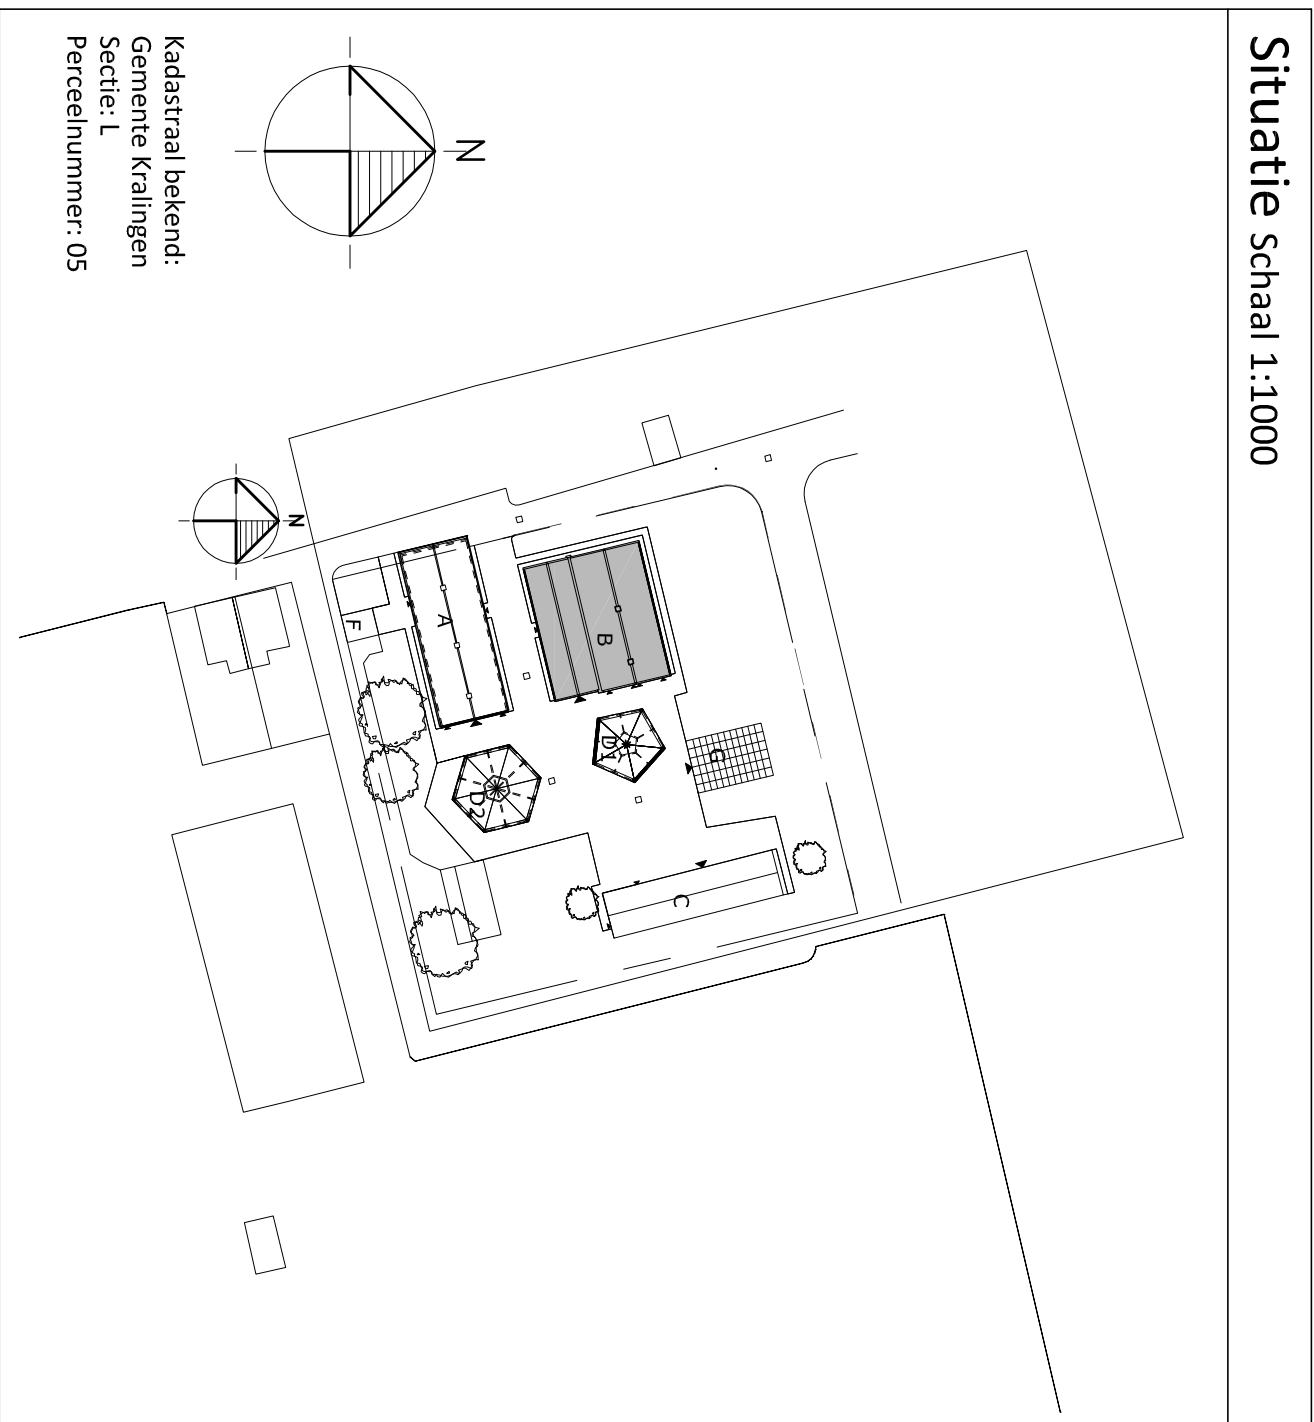 Situatie Schaal 1:1000
N
Kadastraal bekend:
Gemente Kralingen
Sectie: L
Perceelnummer: 05
N
A
B
C
D1
D2
F
G